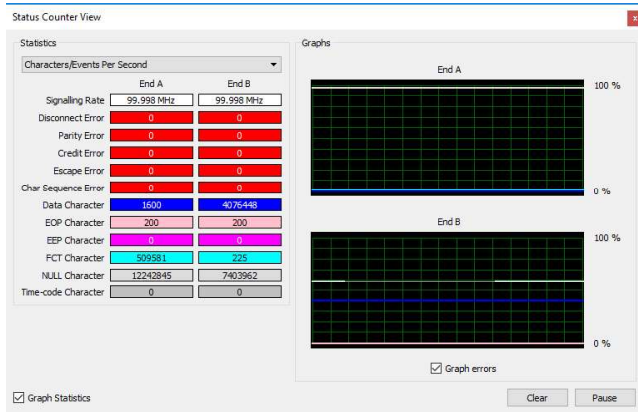 Status Counter View
x
Statistics
Characters/Events Per Second
End A End B
Signalling Rate 99.998 MHz 99.998 MHz
Disconnect Error 0 0
Parity Error 0 0
Credit Error 0 0
Escape Error 0 0
Char Sequence Error 0 0
Data Character 1600 4076448
EOP Character 200 200
EEP Character 0 0
FCT Character 509581 225
NULL Character 12242845 7403962
Time-code Character 0 0
Graphs
End A
100 %
0 %
End B
100 %
0 %
Graph errors
Graph Statistics
Clear Pause